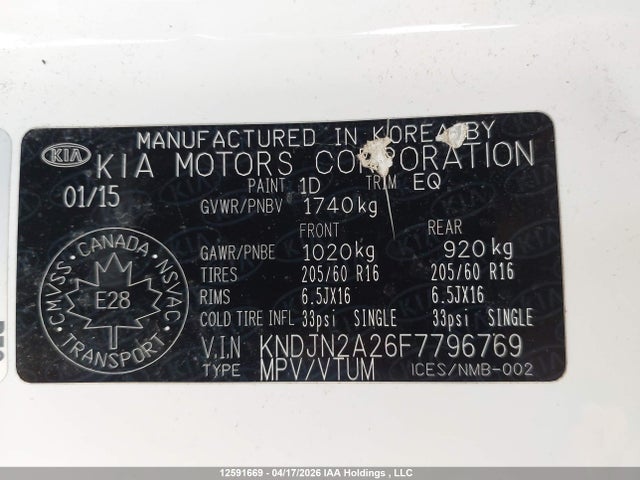 MANUFACTURED IN KOREA BY
KIA
KIA MOTORS CORPORATION
01/15
PAINT 1D TRIM EQ
GVWR/PNBV 1740kg
FRONT REAR
GAWR/PNBE 1020kg 920kg
TIRES 205/60 R16 205/60 R16
RIMS 6.5JX16 6.5JX16
COLD TIRE INFL 33psi SINGLE 33psi SINGLE
V.I.N KNDJN2A26F7796769
TYPE MPV/VTUM ICES/NMB-002
CANADA
CMVSS NSVAC
E28
TRANSPORT
12591669 - 04/17/2026 IAA Holdings , LLC